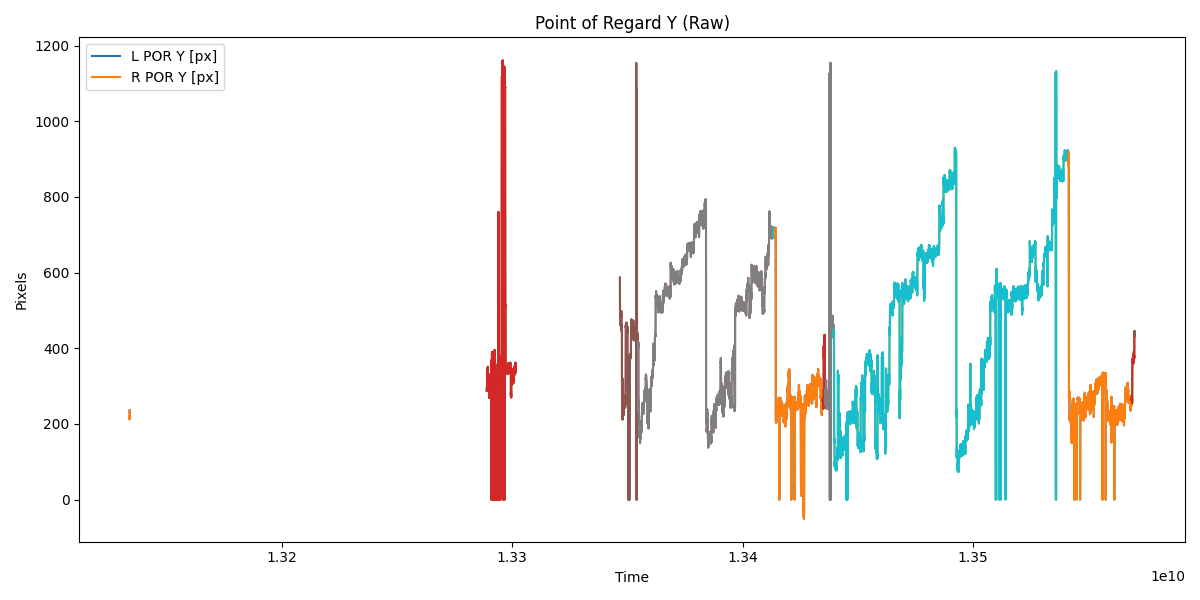 Point of Regard Y (Raw)
L POR Y [px]
R POR Y [px]
1200
1000
800
600
400
200
0
Pixels
1.32
1.33
1.34
1.35
Time
1e10